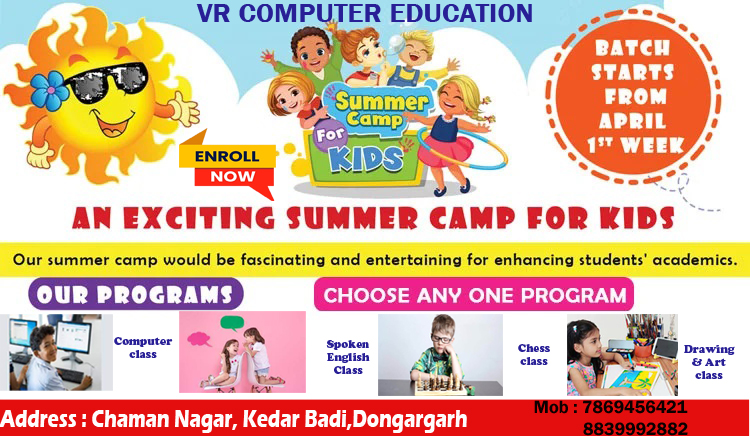 VR COMPUTER EDUCATION
BATCH
STARTS
FROM
APRIL
1ST WEEK
Summer
Camp
For
KIDS
ENROLL
NOW
AN EXCITING SUMMER CAMP FOR KIDS
Our summer camp would be fascinating and entertaining for enhancing students' academics.
OUR PROGRAMS
CHOOSE ANY ONE PROGRAM
Computer
class
Spoken
English
Class
Chess
class
Drawing
& Art
class
Address : Chaman Nagar, Kedar Badi,Dongargarh
Mob : 7869456421
8839992882